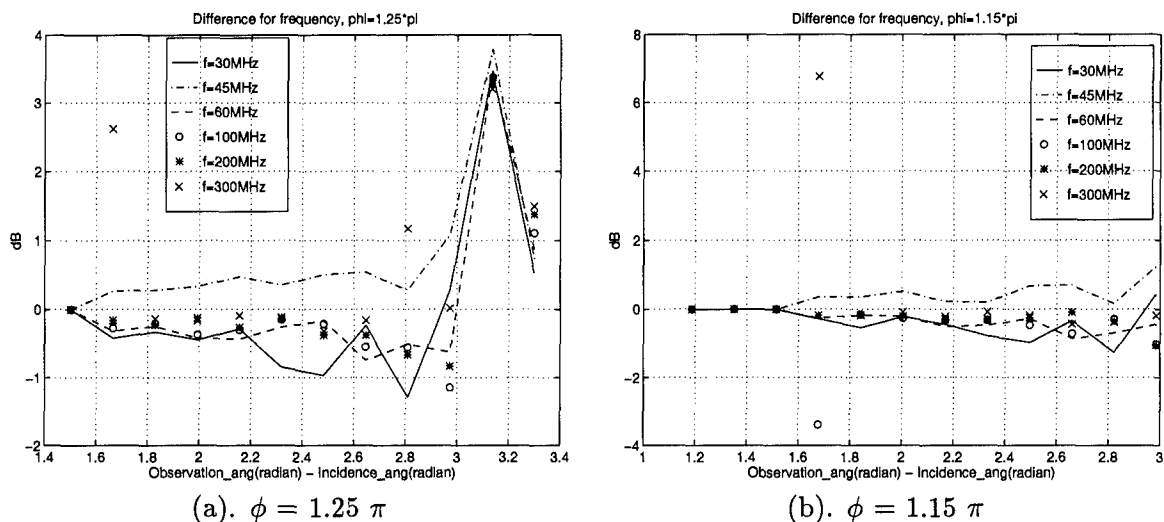 Difference for frequency, phi=1.25*pi
4
3
2
1
0
−1
−2
dB
f=30MHz
f=45MHz
f=60MHz
f=100MHz
f=200MHz
f=300MHz
1.4 1.6 1.8 2 2.2 2.4 2.6 2.8 3 3.2 3.4
Observation_ang(radian) − Incidence_ang(radian)
(a). ϕ = 1.25 π
Difference for frequency, phi=1.15*pi
8
6
4
2
0
−2
−4
dB
f=30MHz
f=45MHz
f=60MHz
f=100MHz
f=200MHz
f=300MHz
1 1.2 1.4 1.6 1.8 2 2.2 2.4 2.6 2.8 3
Observation_ang(radian) − Incidence_ang(radian)
(b). ϕ = 1.15 π